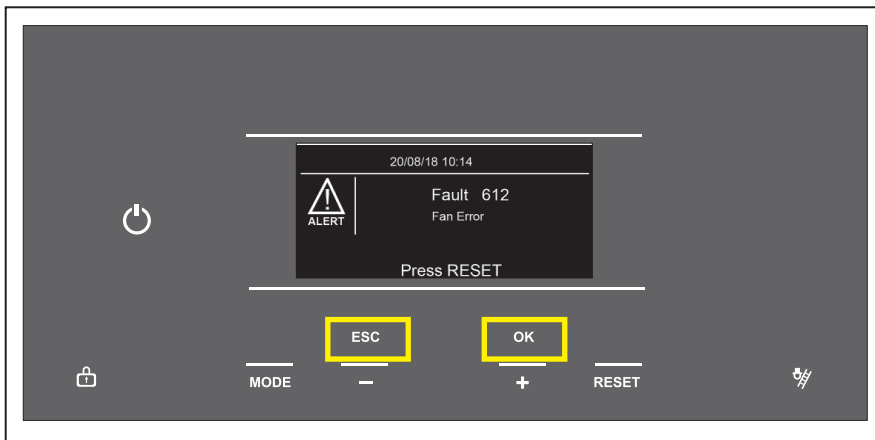 20/08/18 10:14
Fault 612
ALERT
Fan Error
Press RESET
ESC OK
MODE − + RESET